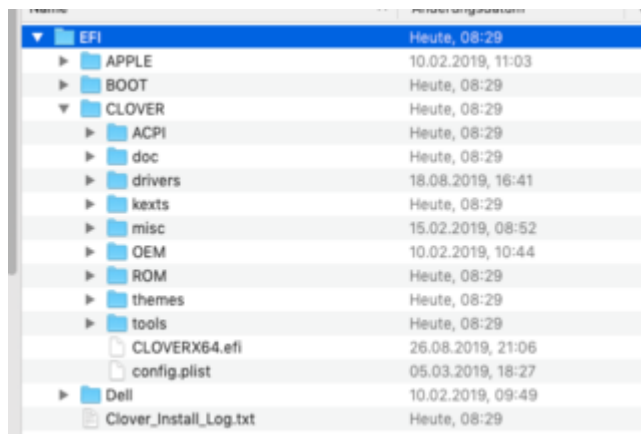 Name Änderungsdatum
EFI Heute, 08:29
APPLE 10.02.2019, 11:03
BOOT Heute, 08:29
CLOVER Heute, 08:29
ACPI Heute, 08:29
doc Heute, 08:29
drivers 18.08.2019, 16:41
kexts Heute, 08:29
misc 15.02.2019, 08:52
OEM 10.02.2019, 10:44
ROM Heute, 08:29
themes Heute, 08:29
tools Heute, 08:29
CLOVERX64.efi 26.08.2019, 21:06
config.plist 05.03.2019, 18:27
Dell 10.02.2019, 09:49
Clover_Install_Log.txt Heute, 08:29